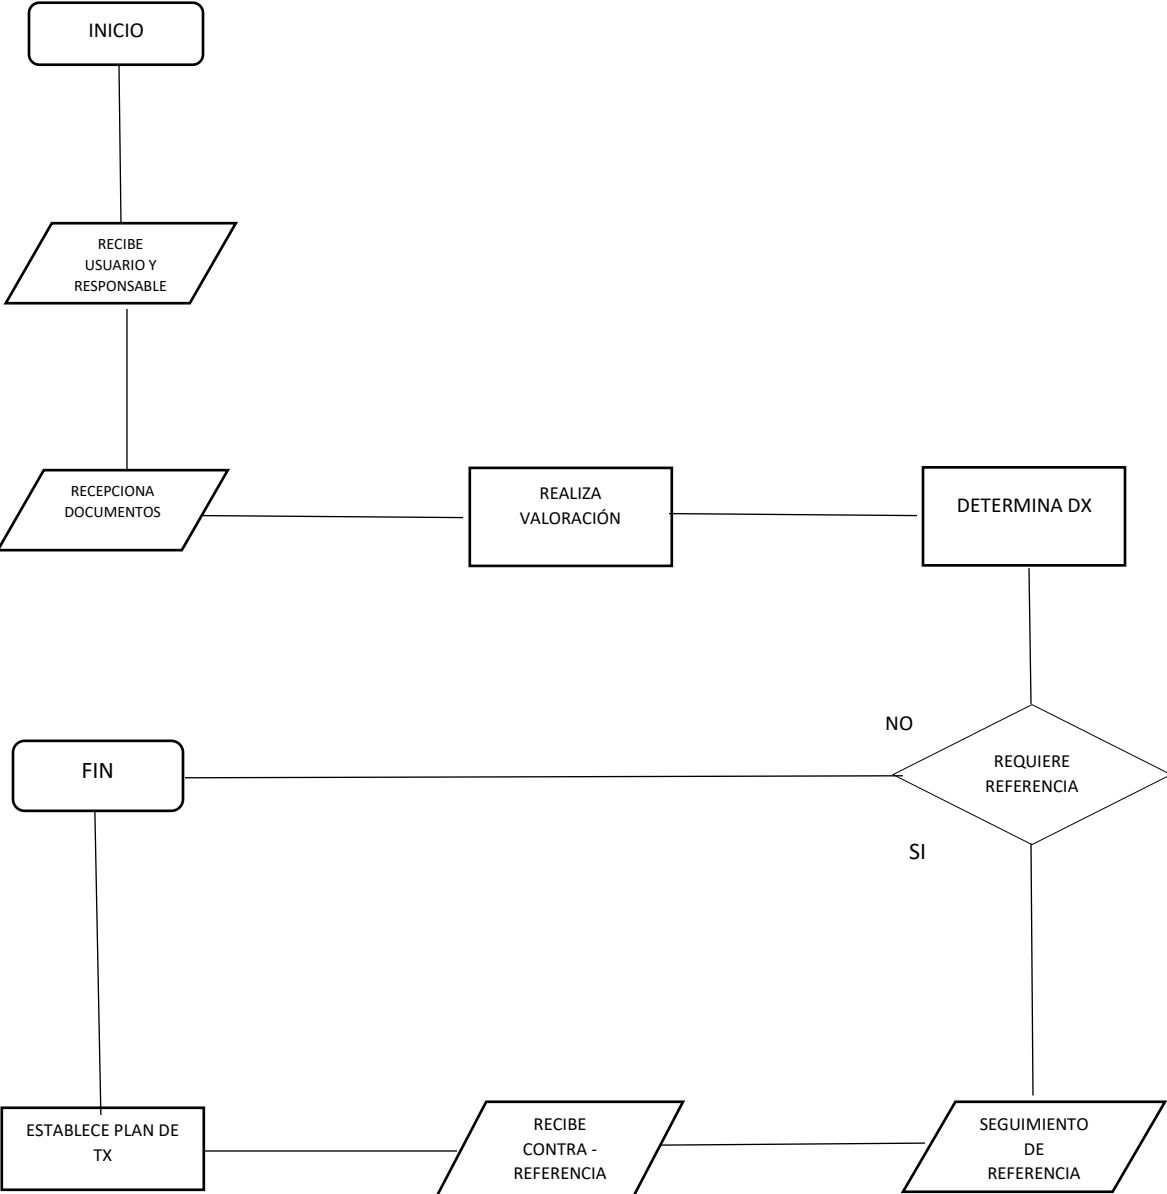 INICIO
RECIBE
USUARIO Y
RESPONSABLE
RECEPCIONA
DOCUMENTOS
REALIZA
VALORACIÓN
DETERMINA DX
NO
REQUIERE
REFERENCIA
FIN
SI
SEGUIMIENTO
DE
REFERENCIA
RECIBE
CONTRA -
REFERENCIA
ESTABLECE PLAN DE
TX